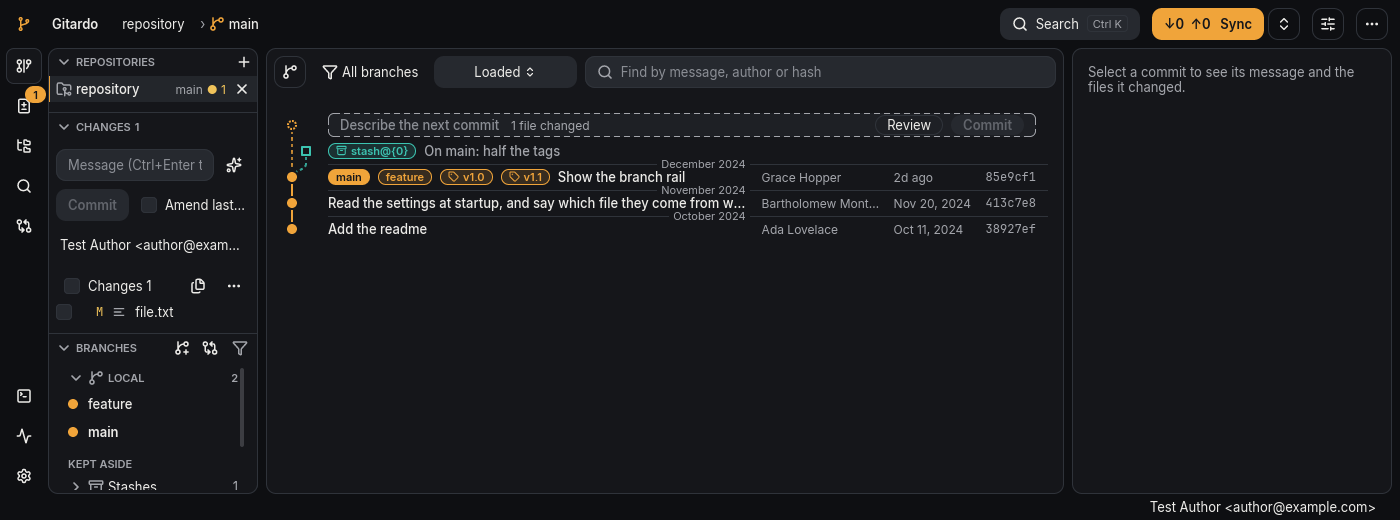 Gitardo repository › main Search Ctrl K ↓0 ↑0 Sync
REPOSITORIES
repository main 1
1
CHANGES 1
Message (Ctrl+Enter t
Commit Amend last...
Test Author <author@exam...
Changes 1
M file.txt
BRANCHES
LOCAL 2
feature
main
KEPT ASIDE
Stashes 1
All branches Loaded Find by message, author or hash
Describe the next commit 1 file changed Review Commit
stash@{0} On main: half the tags
December 2024
main feature v1.0 v1.1 Show the branch rail Grace Hopper 2d ago 85e9cf1
November 2024
Read the settings at startup, and say which file they come from w... Bartholomew Mont... Nov 20, 2024 413c7e8
October 2024
Add the readme Ada Lovelace Oct 11, 2024 38927ef
Select a commit to see its message and the
files it changed.
Test Author <author@example.com>